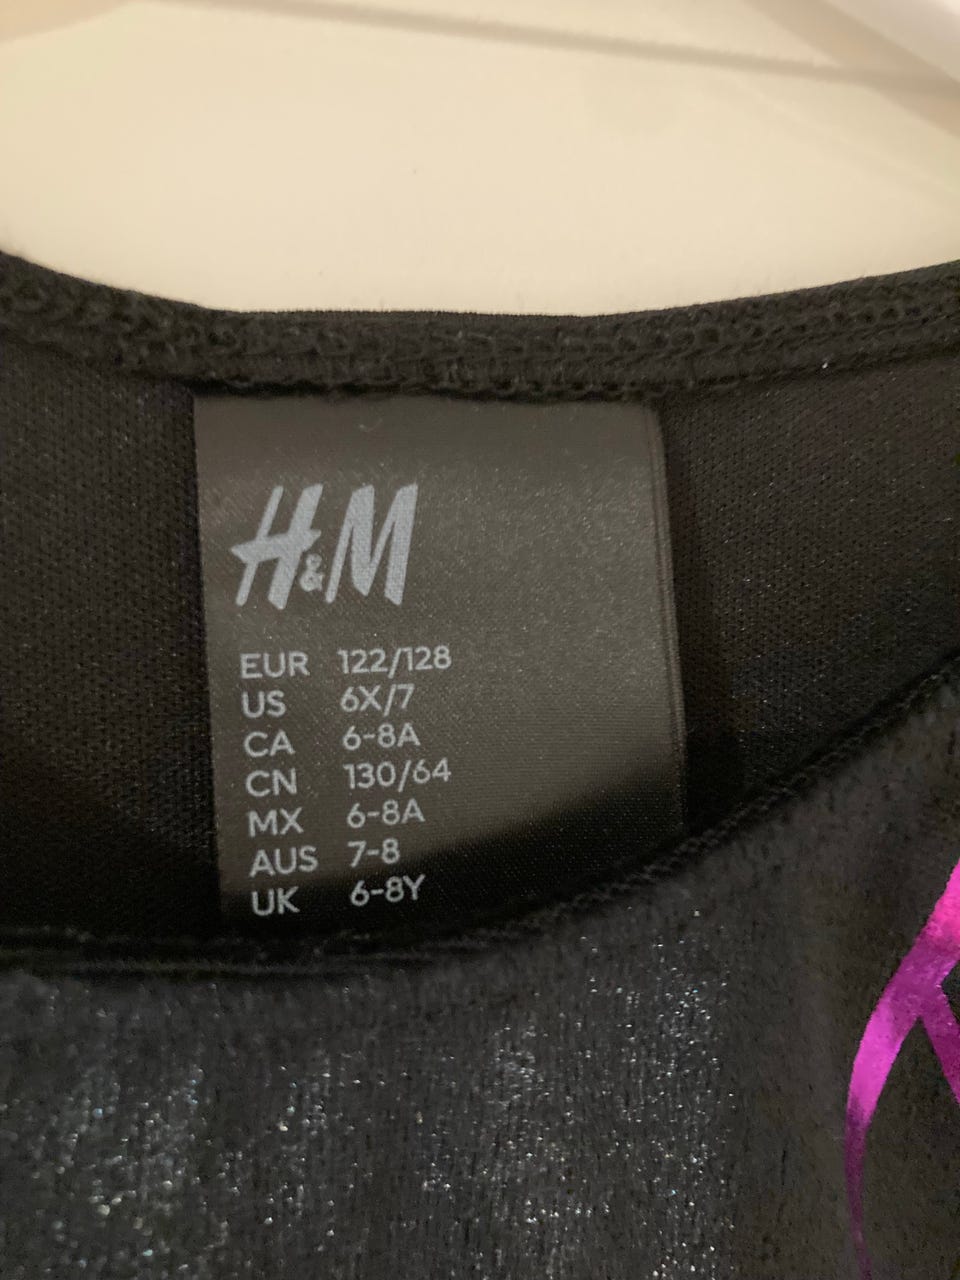 H&M
EUR 122/128
US 6X/7
CA 6-8A
CN 130/64
MX 6-8A
AUS 7-8
UK 6-8Y